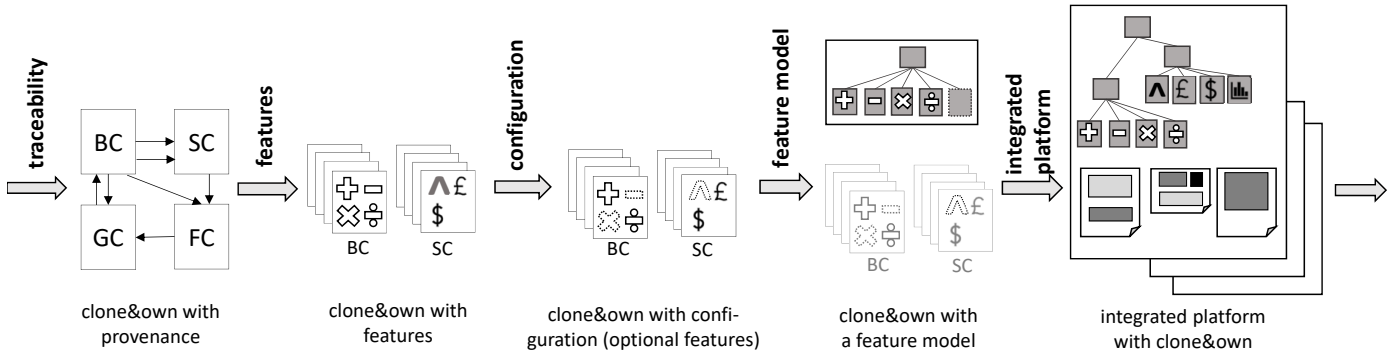 traceability
BC
SC
GC
FC
clone&own with
provenance
features
+ −
× ÷
BC
∧ £
$
SC
clone&own with
features
configuration
+ −
× ÷
BC
∧ £
$
SC
clone&own with confi-
guration (optional features)
feature model
+ − × ÷
+ −
× ÷
BC
∧ £
$
SC
clone&own with
a feature model
integrated
platform
∧ £ $
+ − × ÷
integrated platform
with clone&own